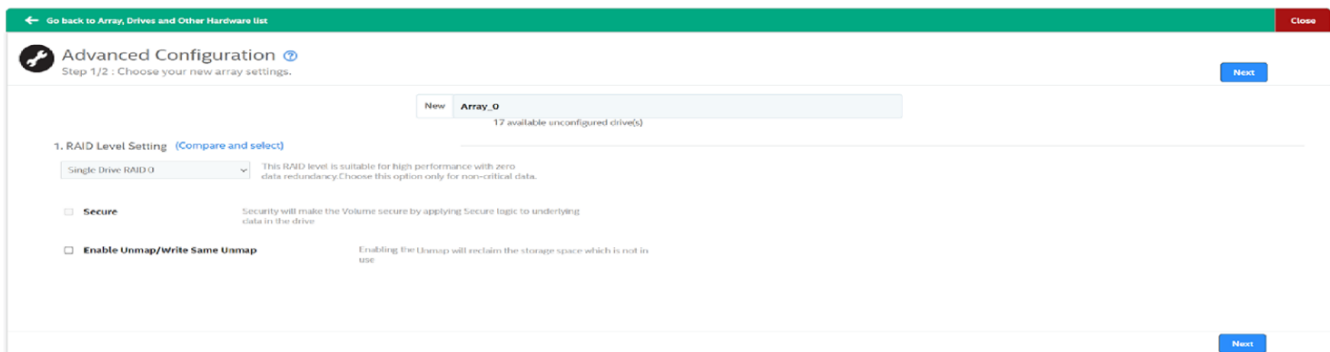 Go back to Array, Drives and Other Hardware list
Close
Advanced Configuration
Step 1/2 : Choose your new array settings.
Next
New Array_0
17 available unconfigured drive(s)
1. RAID Level Setting (Compare and select)
Single Drive RAID 0
This RAID level is suitable for high performance with zero
data redundancy.Choose this option only for non-critical data.
Secure
Security will make the Volume secure by applying Secure logic to underlying
data in the drive
Enable Unmap/Write Same Unmap
Enabling the Unmap will reclaim the storage space which is not in
use
Next